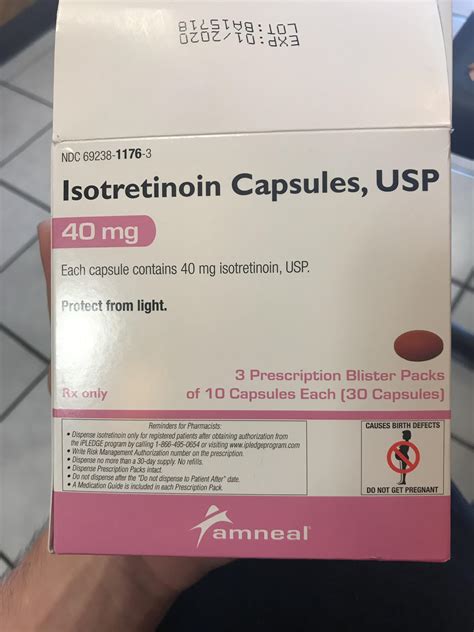 EXP:01/2020
LOT:BA15718
NDC 69238-1176-3
Isotretinoin Capsules, USP
40 mg
Each capsule contains 40 mg isotretinoin, USP.
Protect from light.
3 Prescription Blister Packs
Rx only
of 10 Capsules Each (30 Capsules)
Reminders for Pharmacists:
• Dispense isotretinoin only for registered patients after obtaining authorization from
the iPLEDGE program by calling 1-866-495-0654 or visiting www.ipledgeprogram.com
• Write Risk Management Authorization number on the prescription.
• Dispense no more than a 30-day supply. No refills.
• Dispense Prescription Packs intact.
• Do not dispense after the "Do not dispense to Patient After" date.
• A Medication Guide is included in each Prescription Pack.
CAUSES BIRTH DEFECTS
DO NOT GET PREGNANT
amneal®